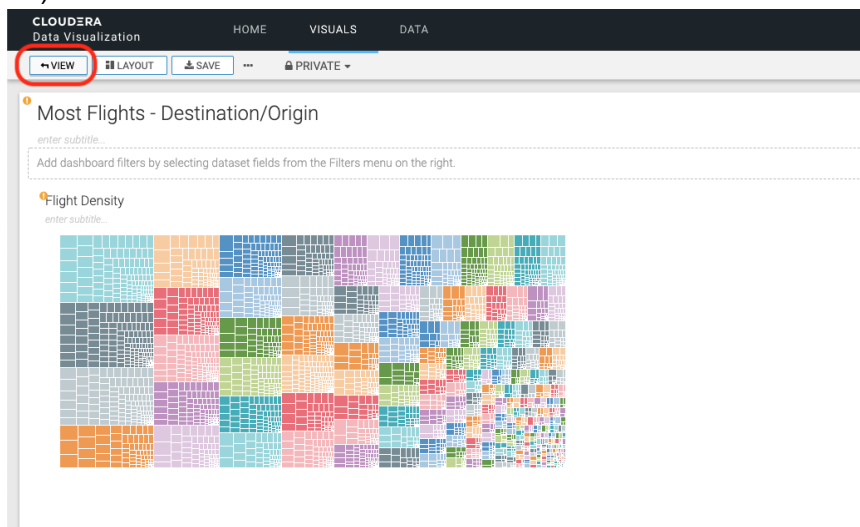 CLOUDERA
Data Visualization
HOME
VISUALS
DATA
VIEW
LAYOUT
SAVE
PRIVATE
Most Flights - Destination/Origin
enter subtitle...
Add dashboard filters by selecting dataset fields from the Filters menu on the right.
Flight Density
enter subtitle...